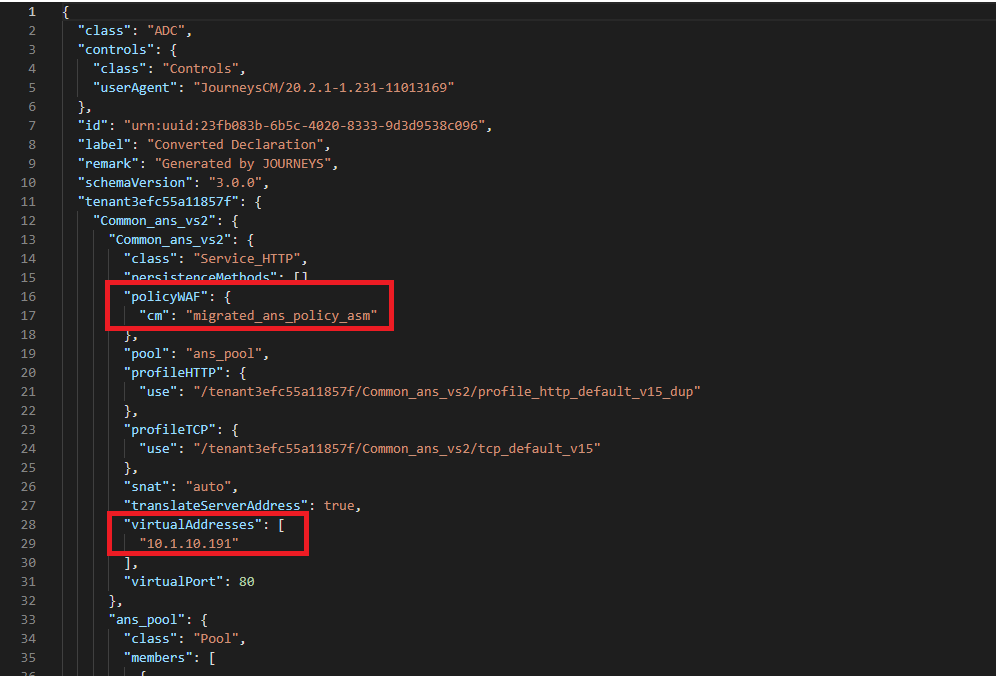 1 {
2 "class": "ADC",
3 "controls": {
4 "class": "Controls",
5 "userAgent": "JourneysCM/20.2.1-1.231-11013169"
6 },
7 "id": "urn:uuid:23fb083b-6b5c-4020-8333-9d3d9538c096",
8 "label": "Converted Declaration",
9 "remark": "Generated by JOURNEYS",
10 "schemaVersion": "3.0.0",
11 "tenant3efc55a11857f": {
12 "Common_ans_vs2": {
13 "Common_ans_vs2": {
14 "class": "Service_HTTP",
15 "persistenceMethods": []
16 "policyWAF": {
17 "cm": "migrated_ans_policy_asm"
18 },
19 "pool": "ans_pool",
20 "profileHTTP": {
21 "use": "/tenant3efc55a11857f/Common_ans_vs2/profile_http_default_v15_dup"
22 },
23 "profileTCP": {
24 "use": "/tenant3efc55a11857f/Common_ans_vs2/tcp_default_v15"
25 },
26 "snat": "auto",
27 "translateServerAddress": true,
28 "virtualAddresses": [
29 "10.1.10.191"
30 ],
31 "virtualPort": 80
32 },
33 "ans_pool": {
34 "class": "Pool",
35 "members": [
36 {